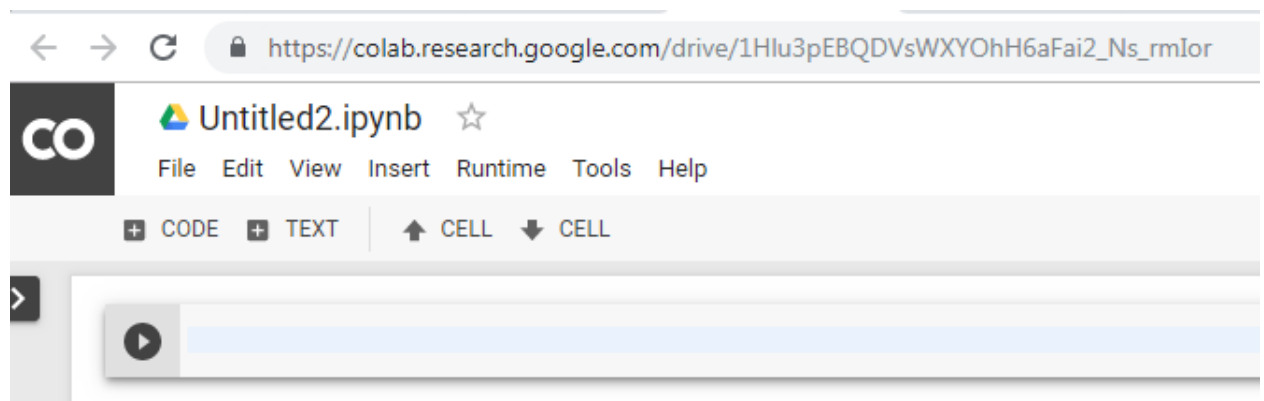 https://colab.research.google.com/drive/1Hlu3pEBQDVsWXYOhH6aFai2_Ns_rmIor
CO
Untitled2.ipynb
File Edit View Insert Runtime Tools Help
CODE TEXT CELL CELL